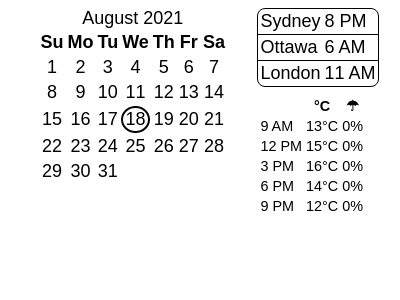 August 2021
Su Mo Tu We Th Fr Sa
1 2 3 4 5 6 7
8 9 10 11 12 13 14
15 16 17 18 19 20 21
22 23 24 25 26 27 28
29 30 31
Sydney 8 PM
Ottawa 6 AM
London 11 AM
°C ☂
9 AM 13°C 0%
12 PM 15°C 0%
3 PM 16°C 0%
6 PM 14°C 0%
9 PM 12°C 0%